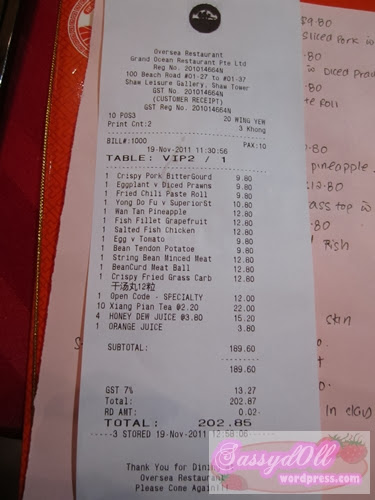 Oversea Restaurant
Grand Ocean Restaurant Pte Ltd
Reg No. 201014664N
100 Beach Road #01-27 to #01-37
Shaw Leisure Gallery, Shaw Tower
GST No. 201014664N
(CUSTOMER RECEIPT)
GST Reg No. 201014664N
10 POS3 20 WING YEW
Print Cnt:2 3 Khong
BILL#:1000 PAX:10
19-Nov-2011 11:30:56
TABLE: VIP2 / 1
1 Crispy Pork BitterGourd 9.80
1 Eggplant w Diced Prawns 9.80
1 Fried Chili Paste Roll 9.80
1 Yong Do Fu w SuperiorSt 10.80
1 Wan Tan Pineapple 12.80
1 Fish Fillet Grapefruit 12.80
1 Salted Fish Chicken 12.80
1 Egg w Tomato 9.80
1 Bean Tendon Potatoe 9.80
1 String Bean Minced Meat 12.80
1 BeanCurd Meat Ball 12.80
1 Crispy Fried Grass Carb 12.80
干汤丸12粒
1 Open Code - SPECIALTY 12.00
10 Xiang Pian Tea @2.20 22.00
4 HONEY DEW JUICE @3.80 15.20
1 ORANGE JUICE 3.80
SUBTOTAL: 189.60
189.60
GST 7% 13.27
Total: 202.87
RD AMT: 0.02-
TOTAL: 202.85
-----3 STORED 19-Nov-2011 12:58:06-----
Oversea Restaurant
Please Come Again!!
$9.80
sliced Pork
.80
Diced
Roll
pineapple.
12.80
top
.80
Fish
Sassyd0ll
wordpress.com